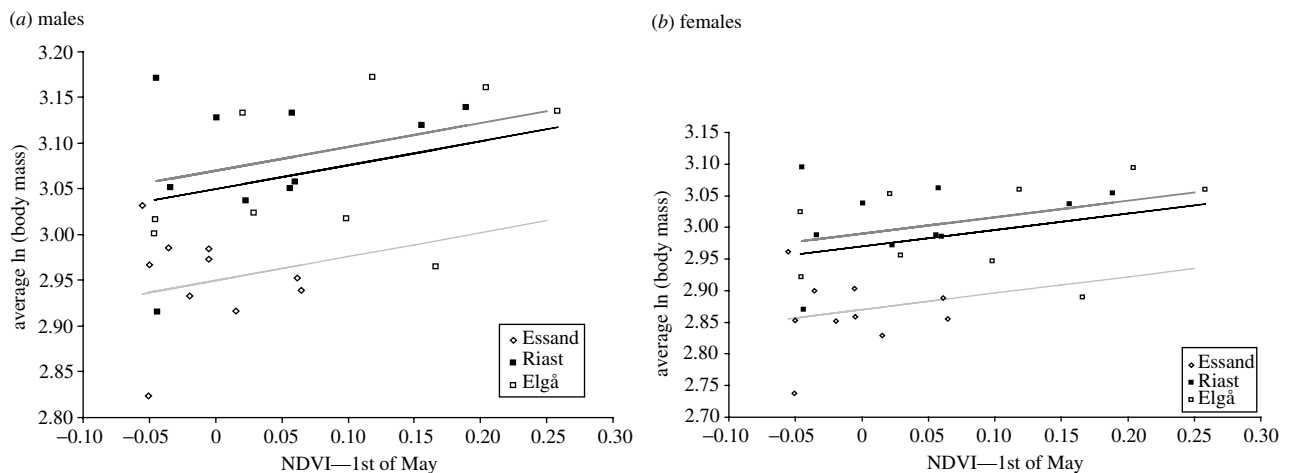 (a) males
3.20
3.15
3.10
3.05
3.00
2.95
2.90
2.85
2.80
average ln (body mass)
–0.10 –0.05 0 0.05 0.10 0.15 0.20 0.25 0.30
NDVI—1st of May
Essand
Riast
Elgå
(b) females
3.15
3.10
3.05
3.00
2.95
2.90
2.85
2.80
2.75
2.70
average ln (body mass)
–0.10 –0.05 0 0.05 0.10 0.15 0.20 0.25 0.30
NDVI—1st of May
Essand
Riast
Elgå